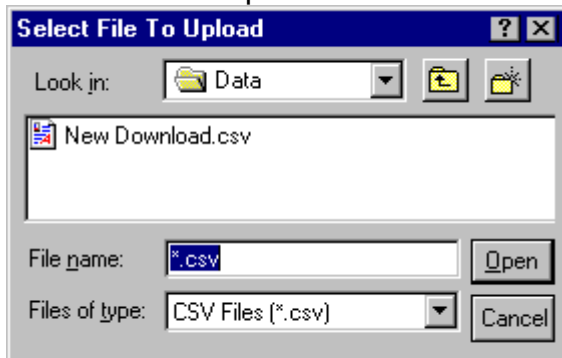 Select File To Upload
Look in: Data
New Download.csv
File name: *.csv Open
Files of type: CSV Files (*.csv) Cancel